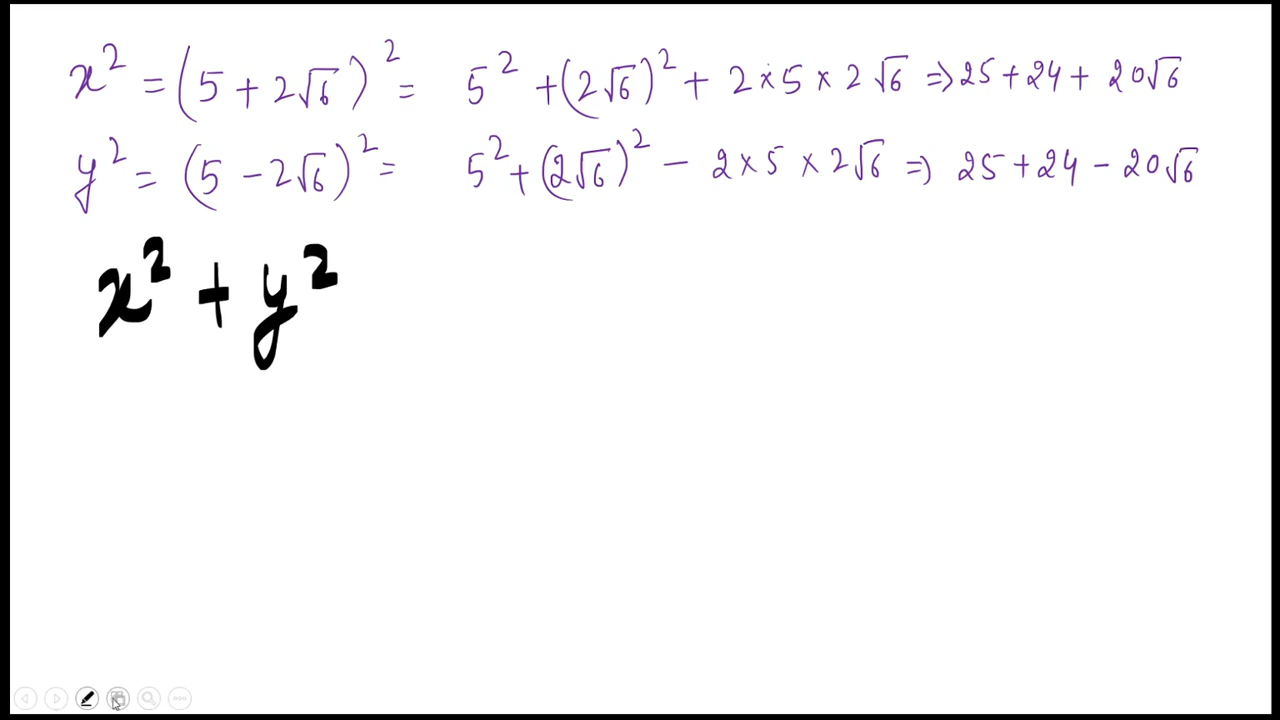 x² = (5 + 2√6)² = 5² + (2√6)² + 2 × 5 × 2√6 ⇒ 25 + 24 + 20√6
y² = (5 − 2√6)² = 5² + (2√6)² − 2 × 5 × 2√6 ⇒ 25 + 24 − 20√6
x² + y²